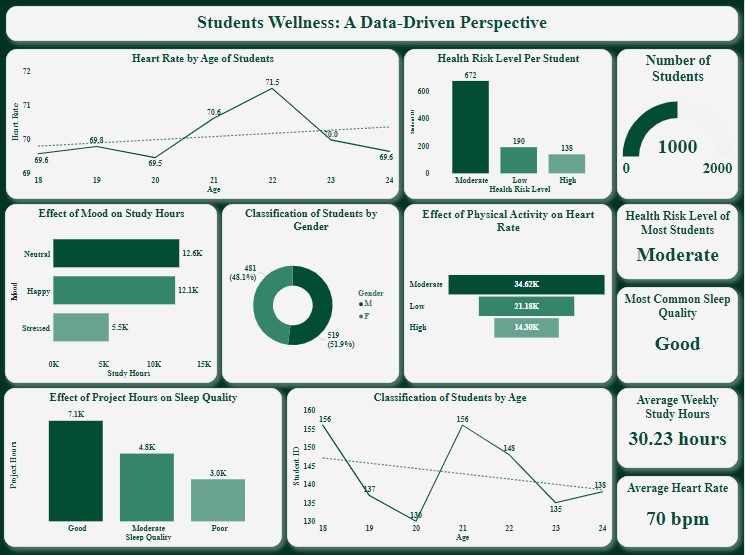 Students Wellness: A Data-Driven Perspective
Heart Rate by Age of Students
72
71
70
69
Heart Rate
69.6
69.8
69.5
70.6
71.5
70.0
69.6
18 19 20 21 22 23 24
Age
Health Risk Level Per Student
600
400
200
0
Student ID
672
190
138
Moderate Low High
Health Risk Level
Number of
Students
1000
0 2000
Effect of Mood on Study Hours
Mood
Neutral 12.6K
Happy 12.1K
Stressed 5.5K
0K 5K 10K 15K
Study Hours
Classification of Students by
Gender
481
(48.1%)
519
(51.9%)
Gender
M
F
Effect of Physical Activity on Heart
Rate
Moderate 34.62K
Low 21.18K
High 14.30K
Health Risk Level of
Most Students
Moderate
Most Common Sleep
Quality
Good
Effect of Project Hours on Sleep Quality
Project Hours
7.1K
4.8K
3.0K
Good Moderate Poor
Sleep Quality
Classification of Students by Age
160
155
150
145
140
135
130
Student ID
156
137
130
156
148
135
138
18 19 20 21 22 23 24
Age
Average Weekly
Study Hours
30.23 hours
Average Heart Rate
70 bpm